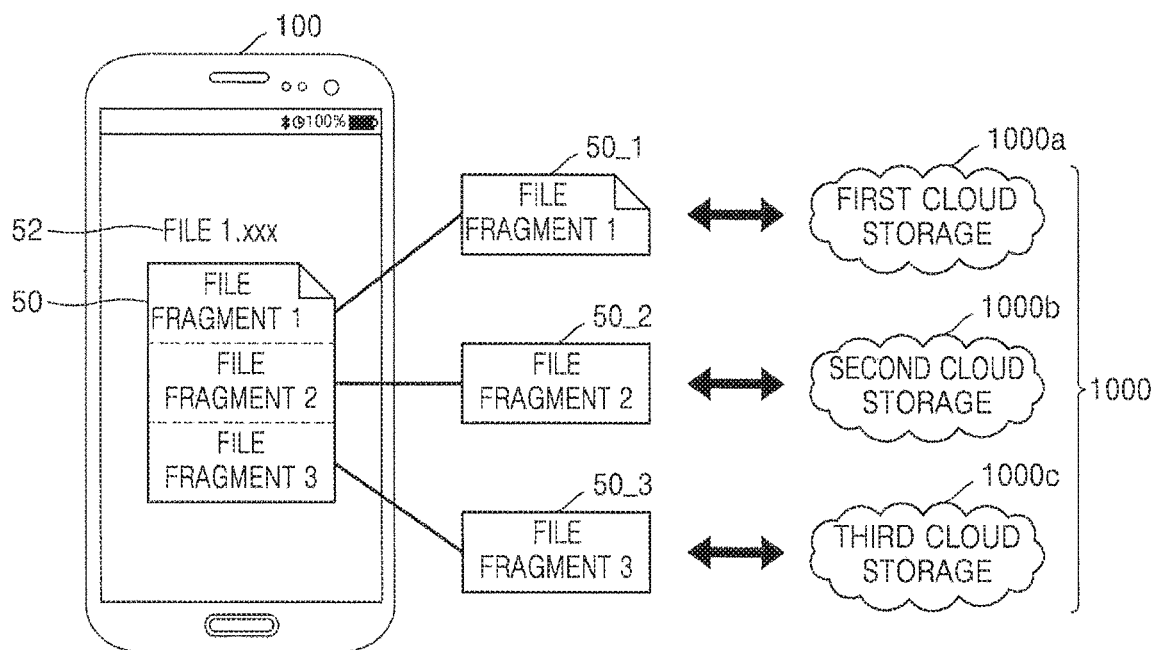 100
100%
52
FILE 1.xxx
50
FILE
FRAGMENT 1
FILE
FRAGMENT 2
FILE
FRAGMENT 3
50_1
FILE
FRAGMENT 1
50_2
FILE
FRAGMENT 2
50_3
FILE
FRAGMENT 3
1000a
FIRST CLOUD
STORAGE
1000b
SECOND CLOUD
STORAGE
1000c
THIRD CLOUD
STORAGE
1000